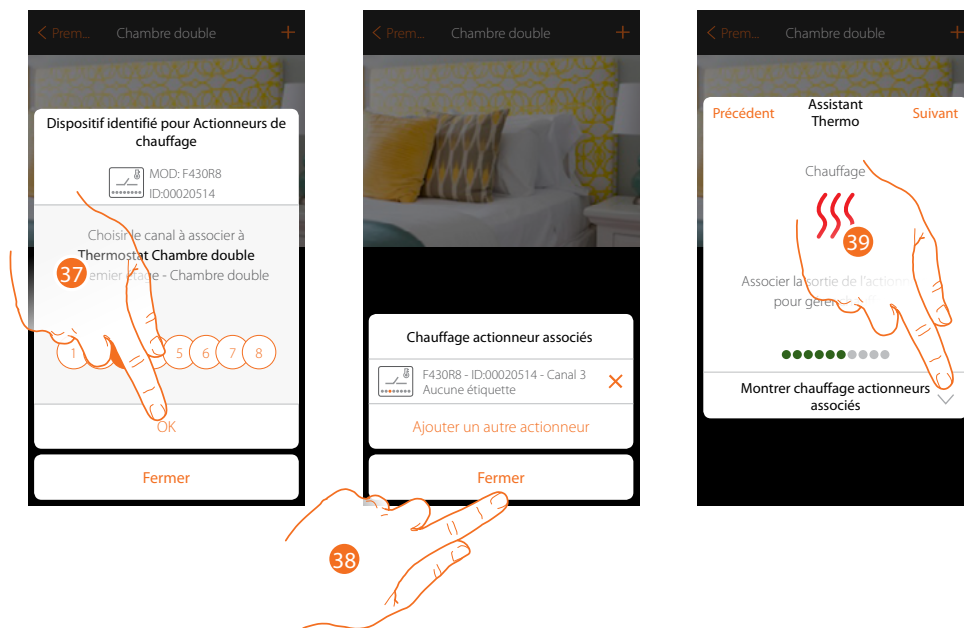 Prem...
Chambre double
Dispositif identifié pour Actionneurs de
chauffage
MOD: F430R8
ID:00020514
Choisir le canal à associer à
Thermostat Chambre double
emier étage - Chambre double
37
1
5
6
7
8
OK
Fermer
Prem...
Chambre double
Chauffage actionneur associés
F430R8 - ID:00020514 - Canal 3
Aucune étiquette
Ajouter un autre actionneur
Fermer
38
Prem...
Chambre double
Précédent
Assistant
Thermo
Suivant
Chauffage
39
Associer la sortie de l'action
pour gérer
Montrer chauffage actionneurs
associés